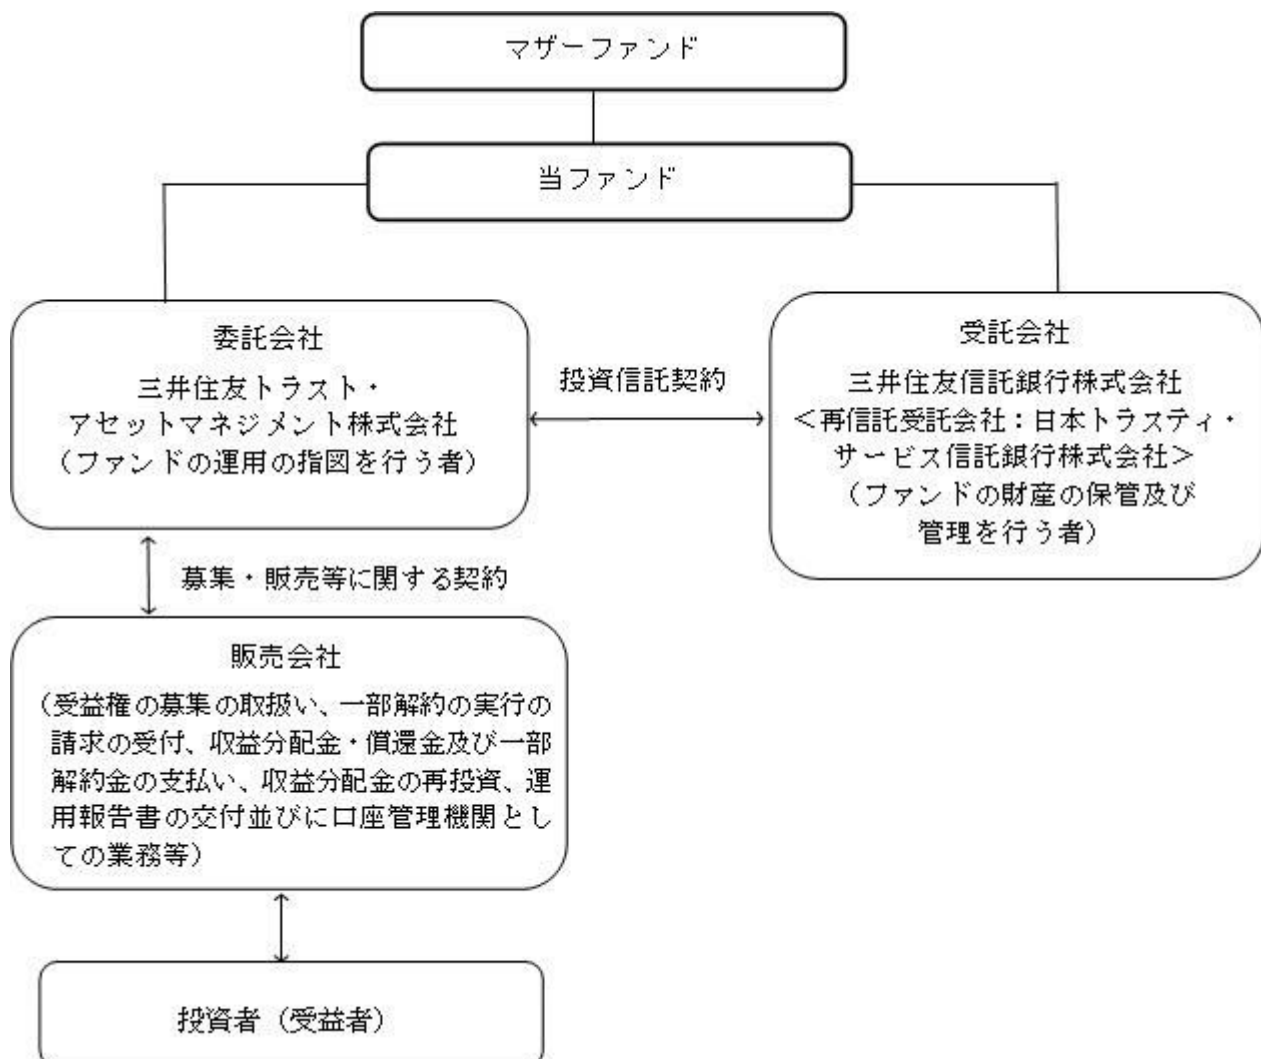 マザーファンド
当ファンド
委託会社
三井住友トラスト・
アセットマネジメント株式会社
（ファンドの運用の指図を行う者）
投資信託契約
受託会社
三井住友信託銀行株式会社
＜再信託受託会社：日本トラスティ・
サービス信託銀行株式会社＞
（ファンドの財産の保管及び
管理を行う者）
募集・販売等に関する契約
販売会社
（受益権の募集の取扱い、一部解約の実行の
請求の受付、収益分配金・償還金及び一部
解約金の支払い、収益分配金の再投資、運
用報告書の交付並びに口座管理機関とし
ての業務等）
投資者（受益者）